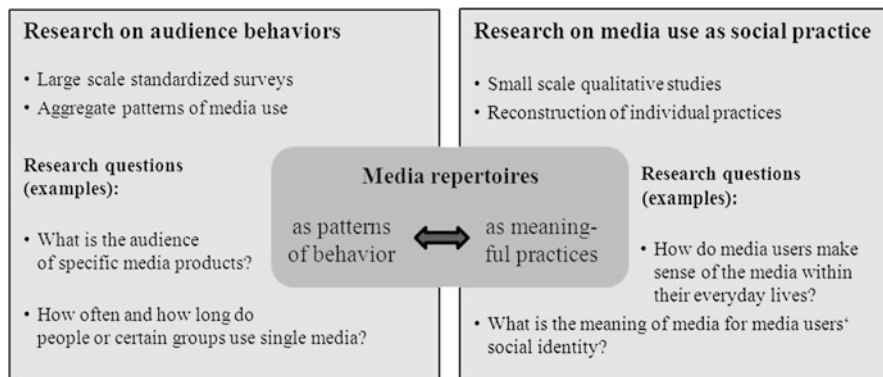 Research on audience behaviors
• Large scale standardized surveys
• Aggregate patterns of media use
Research questions
(examples):
• What is the audience
of specific media products?
• How often and how long do
people or certain groups use single media?
Media repertoires
as patterns
of behavior
as meaning-
ful practices
Research on media use as social practice
• Small scale qualitative studies
• Reconstruction of individual practices
Research questions
(examples):
• How do media users make
sense of the media within
their everyday lives?
• What is the meaning of media for media users‘
social identity?